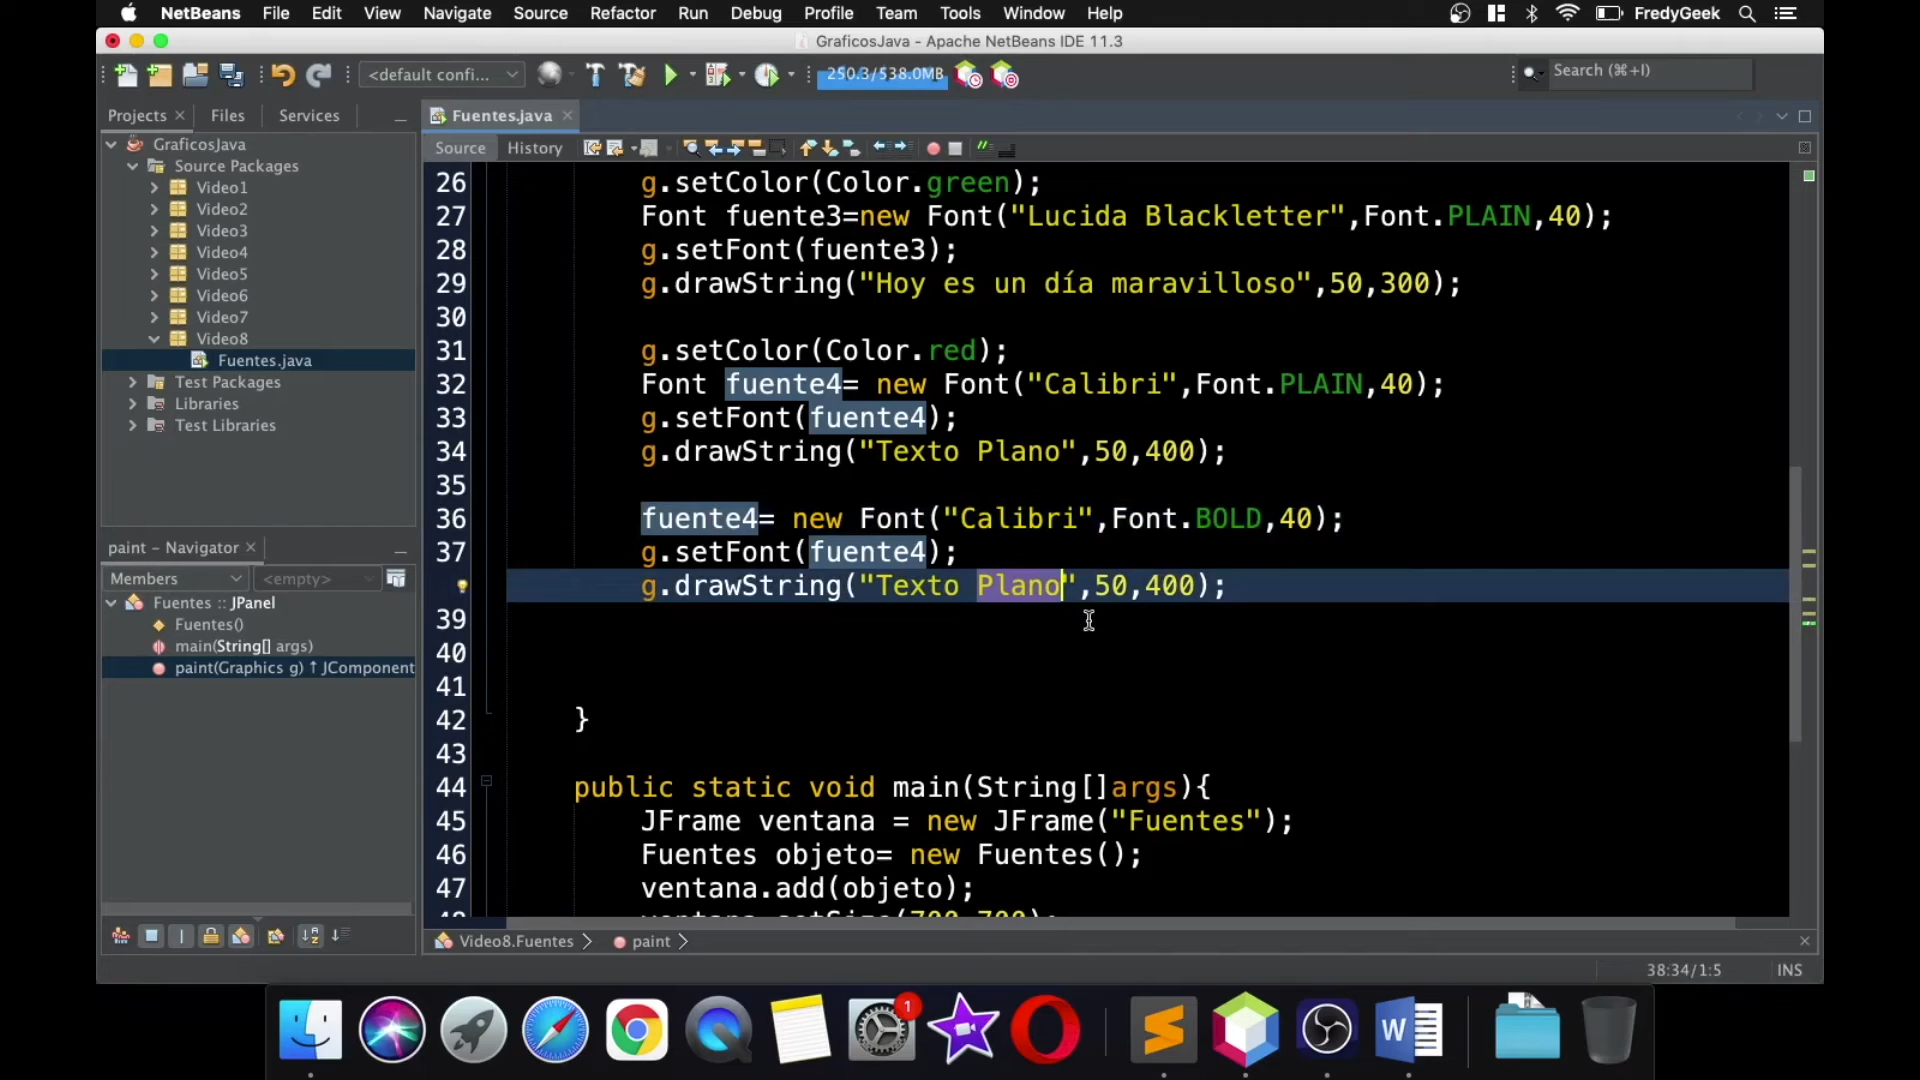 NetBeans File Edit View Navigate Source Refactor Run Debug Profile Team Tools Window Help FredyGeek
GraficosJava - Apache NetBeans IDE 11.3
<default confi... 250.3/538.0MB Search (⌘+I)
Projects Files Services Fuentes.java
Source History
GraficosJava
Source Packages
Video1
Video2
Video3
Video4
Video5
Video6
Video7
Video8
Fuentes.java
Test Packages
Libraries
Test Libraries
paint - Navigator
Members <empty>
Fuentes :: JPanel
Fuentes()
main(String[] args)
paint(Graphics g) ↑ JComponent
26 g.setColor(Color.green);
27 Font fuente3=new Font("Lucida Blackletter",Font.PLAIN,40);
28 g.setFont(fuente3);
29 g.drawString("Hoy es un día maravilloso",50,300);
30
31 g.setColor(Color.red);
32 Font fuente4= new Font("Calibri",Font.PLAIN,40);
33 g.setFont(fuente4);
34 g.drawString("Texto Plano",50,400);
35
36 fuente4= new Font("Calibri",Font.BOLD,40);
37 g.setFont(fuente4);
g.drawString("Texto Plano",50,400);
39
40
41
42 }
43
44 public static void main(String[]args){
45 JFrame ventana = new JFrame("Fuentes");
46 Fuentes objeto= new Fuentes();
47 ventana.add(objeto);
48 ventana.setSize(700,700);
Video8.Fuentes paint
38:34/1:5 INS
1
W